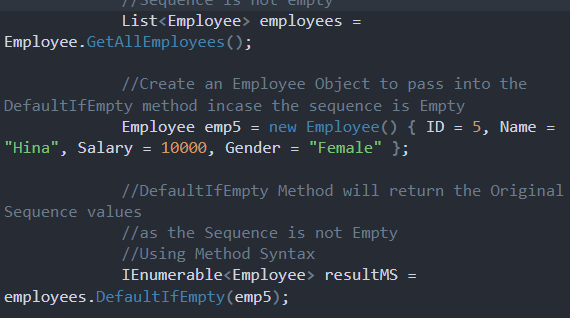 //Sequence is not empty
List<Employee> employees =
Employee.GetAllEmployees();
//Create an Employee Object to pass into the
DefaultIfEmpty method incase the sequence is Empty
Employee emp5 = new Employee() { ID = 5, Name =
"Hina", Salary = 10000, Gender = "Female" };
//DefaultIfEmpty Method will return the Original
Sequence values
//as the Sequence is not Empty
//Using Method Syntax
IEnumerable<Employee> resultMS =
employees.DefaultIfEmpty(emp5);